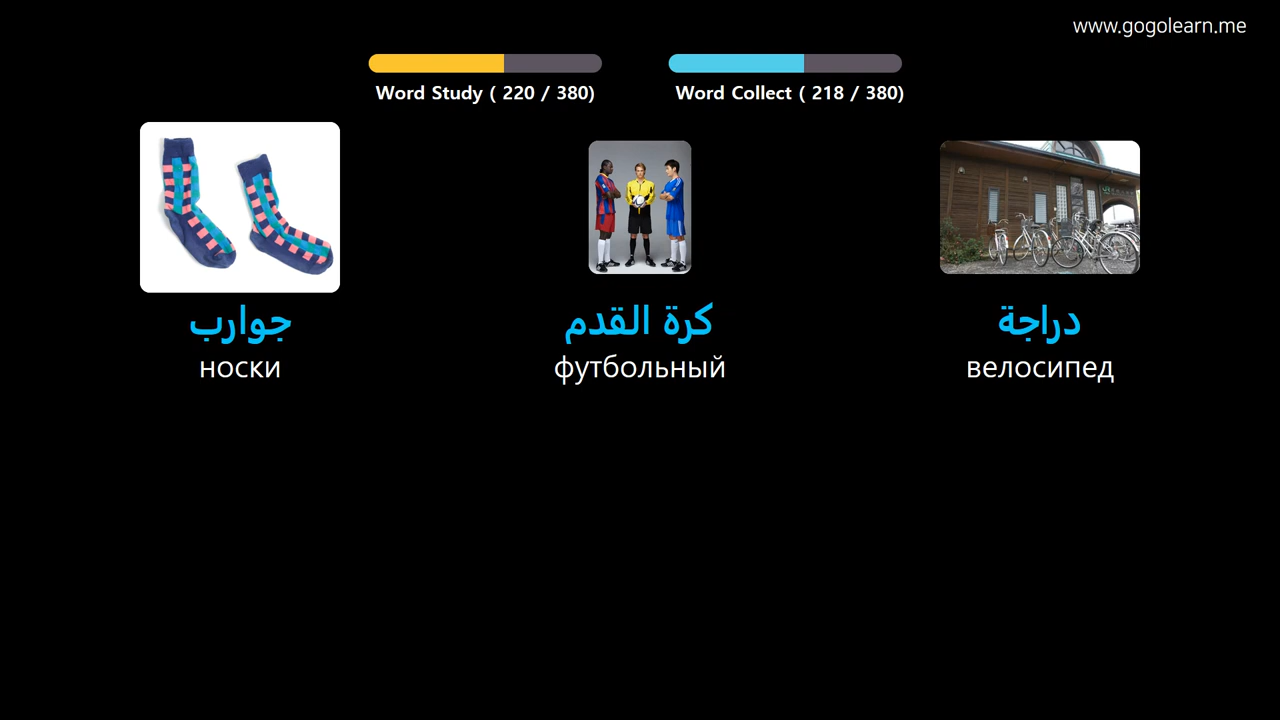 www.gogolearn.me
Word Study ( 220 / 380)
Word Collect ( 218 / 380)
جوارب
носки
كرة القدم
футбольный
دراجة
велосипед